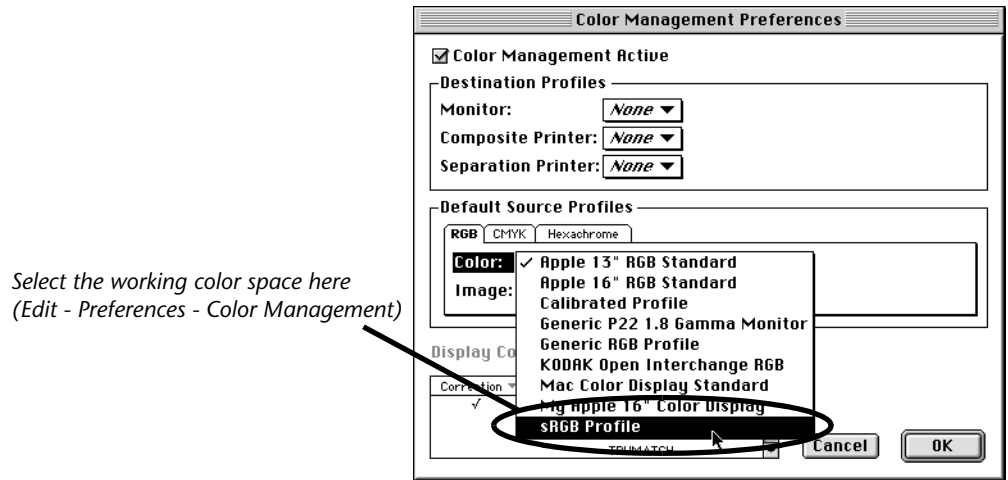 Color Management Preferences
Color Management Active
Destination Profiles
Monitor: None
Composite Printer: None
Separation Printer: None
Default Source Profiles
RGB CMYK Hexachrome
Color:
Image:
Apple 13" RGB Standard
Apple 16" RGB Standard
Calibrated Profile
Generic P22 1.8 Gamma Monitor
Generic RGB Profile
KODAK Open Interchange RGB
Mac Color Display Standard
My Apple 16" Color Display
sRGB Profile
Select the working color space here
(Edit - Preferences - Color Management)
Display Co
Correction
TRUMATCH
Cancel OK